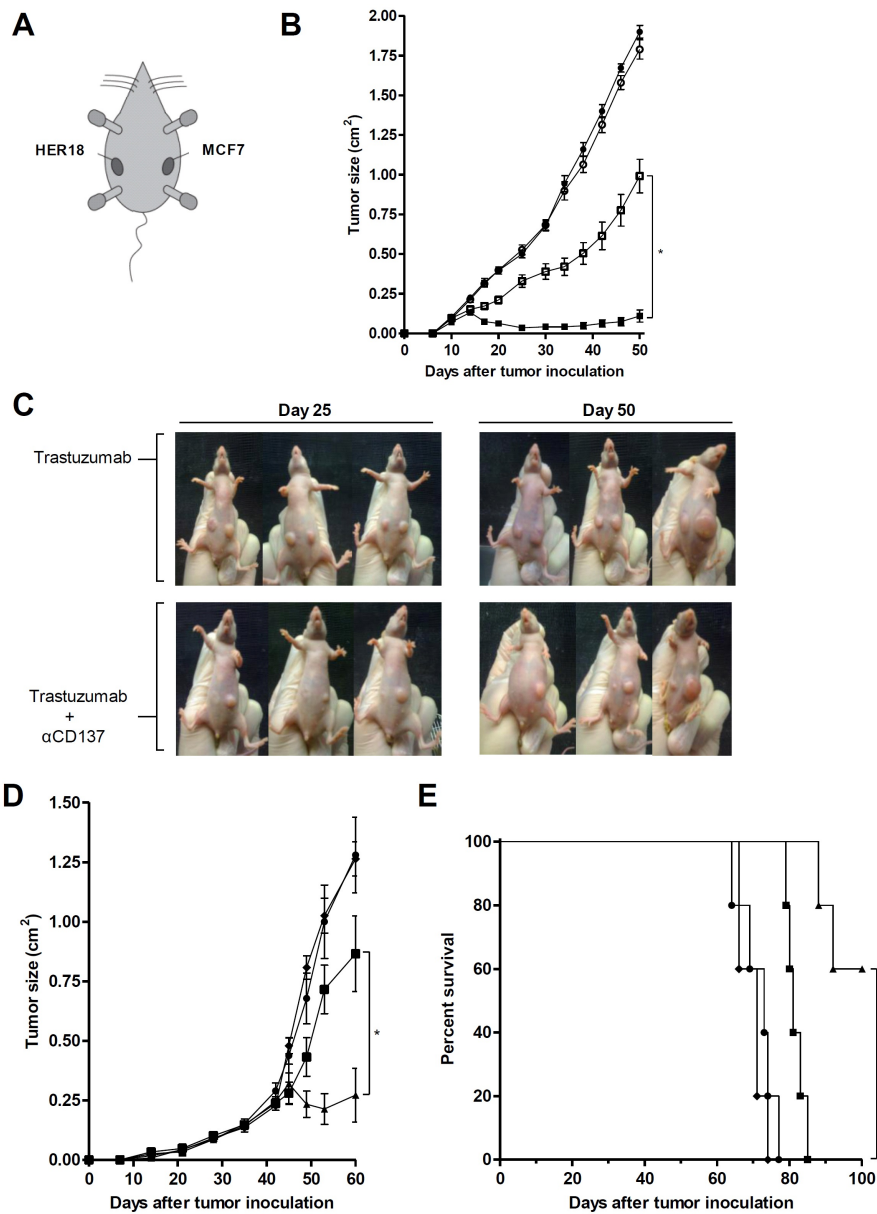 A
HER18
MCF7
B
Tumor size (cm2)
2.00
1.75
1.50
1.25
1.00
0.75
0.50
0.25
0.00
0 10 20 30 40 50
Days after tumor inoculation
*
C
Day 25
Day 50
Trastuzumab
Trastuzumab
+
αCD137
D
Tumor size (cm2)
1.50
1.25
1.00
0.75
0.50
0.25
0.00
0 10 20 30 40 50 60
Days after tumor inoculation
*
E
Percent survival
100
80
60
40
20
0
0 20 40 60 80 100
Days after tumor inoculation